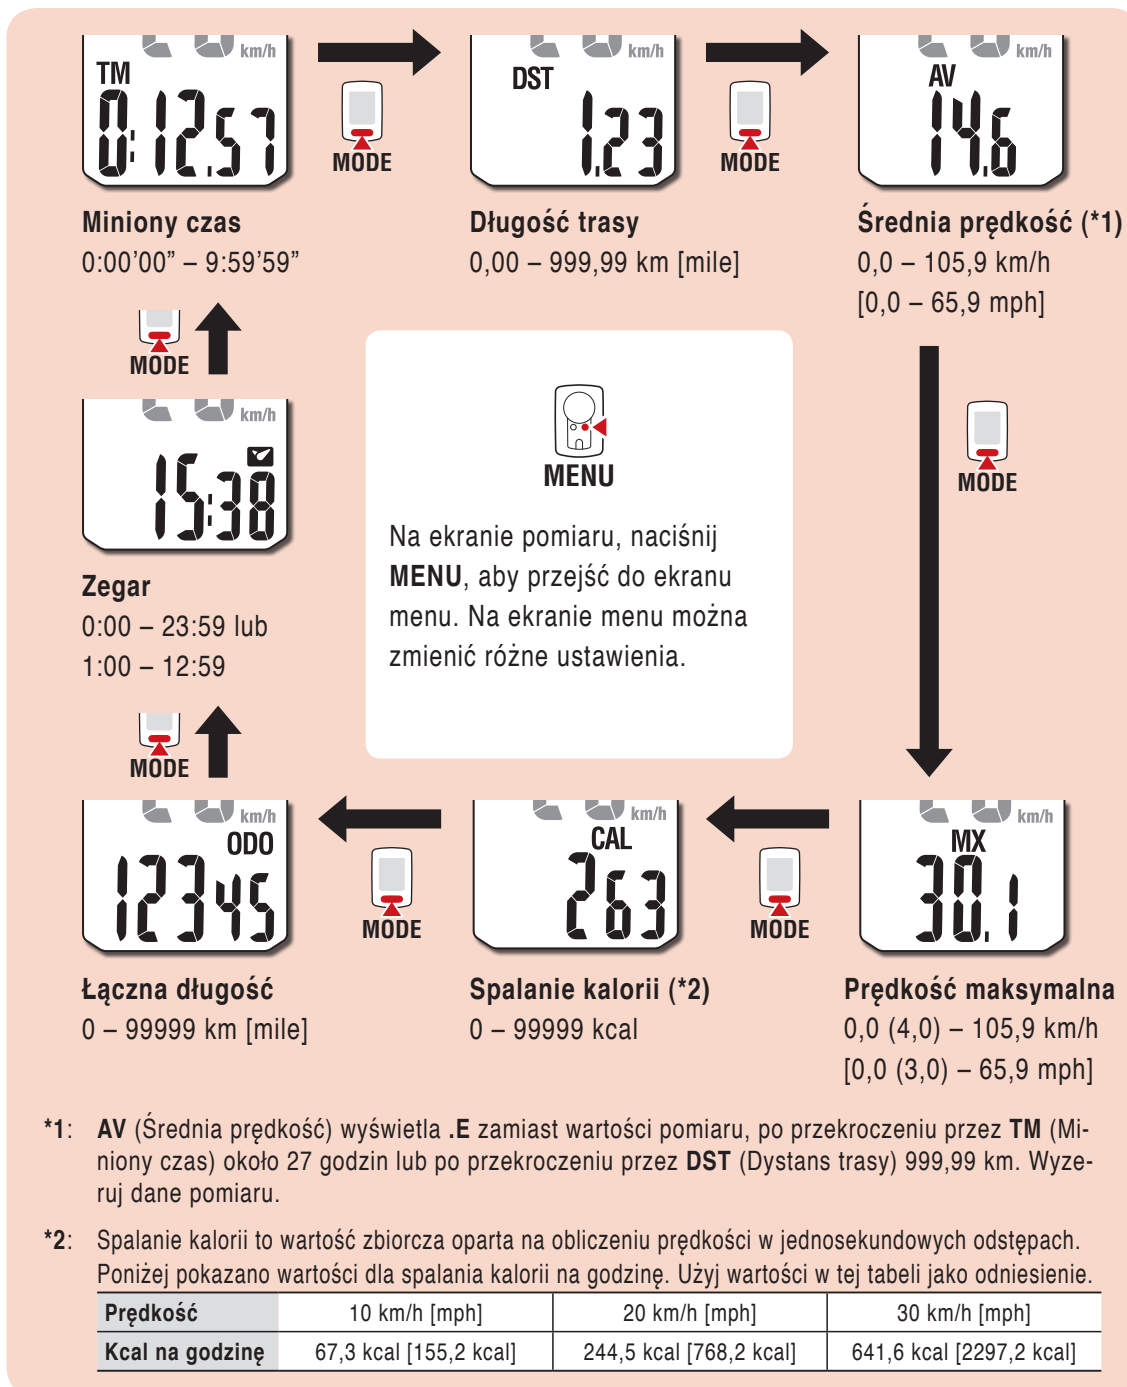 km/h
TM
0:12.57
MODE
km/h
DST
1.23
MODE
km/h
AV
14.6
Miniony czas
0:00’00” – 9:59’59”
Długość trasy
0,00 – 999,99 km [mile]
Średnia prędkość (*1)
0,0 – 105,9 km/h
[0,0 – 65,9 mph]
MODE
km/h
15:38
Zegar
0:00 – 23:59 lub
1:00 – 12:59
MODE
MENU
Na ekranie pomiaru, naciśnij
MENU, aby przejść do ekranu
menu. Na ekranie menu można
zmienić różne ustawienia.
MODE
km/h
ODO
12345
MODE
km/h
CAL
263
MODE
km/h
MX
30.1
Łączna długość
0 – 99999 km [mile]
Spalanie kalorii (*2)
0 – 99999 kcal
Prędkość maksymalna
0,0 (4,0) – 105,9 km/h
[0,0 (3,0) – 65,9 mph]
*1: AV (Średnia prędkość) wyświetla .E zamiast wartości pomiaru, po przekroczeniu przez TM (Mi-
niony czas) około 27 godzin lub po przekroczeniu przez DST (Dystans trasy) 999,99 km. Wyze-
ruj dane pomiaru.
*2: Spalanie kalorii to wartość zbiorcza oparta na obliczeniu prędkości w jednosekundowych odstępach.
Poniżej pokazano wartości dla spalania kalorii na godzinę. Użyj wartości w tej tabeli jako odniesienie.
Prędkość 10 km/h [mph] 20 km/h [mph] 30 km/h [mph]
Kcal na godzinę 67,3 kcal [155,2 kcal] 244,5 kcal [768,2 kcal] 641,6 kcal [2297,2 kcal]